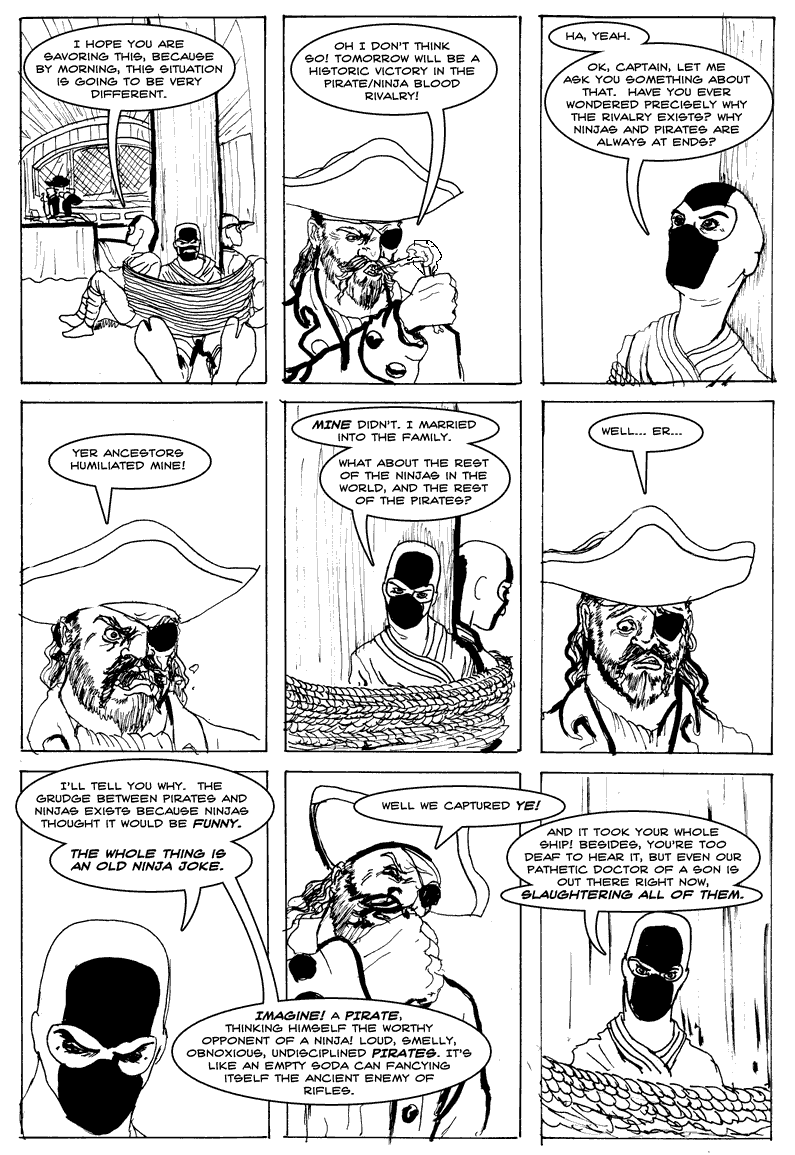 I HOPE YOU ARE
SAVORING THIS, BECAUSE
BY MORNING, THIS SITUATION
IS GOING TO BE VERY
DIFFERENT.
OH I DON'T THINK
SO! TOMORROW WILL BE A
HISTORIC VICTORY IN THE
PIRATE/NINJA BLOOD
RIVALRY!
HA, YEAH.
OK, CAPTAIN, LET ME
ASK YOU SOMETHING ABOUT
THAT. HAVE YOU EVER
WONDERED PRECISELY WHY
THE RIVALRY EXISTS? WHY
NINJAS AND PIRATES ARE
ALWAYS AT ENDS?
YER ANCESTORS
HUMILIATED MINE!
MINE DIDN'T. I MARRIED
INTO THE FAMILY.
WHAT ABOUT THE REST
OF THE NINJAS IN THE
WORLD, AND THE REST
OF THE PIRATES?
WELL... ER...
I'LL TELL YOU WHY. THE
GRUDGE BETWEEN PIRATES AND
NINJAS EXISTS BECAUSE NINJAS
THOUGHT IT WOULD BE FUNNY.
THE WHOLE THING IS
AN OLD NINJA JOKE.
IMAGINE! A PIRATE,
THINKING HIMSELF THE WORTHY
OPPONENT OF A NINJA! LOUD, SMELLY,
OBNOXIOUS, UNDISCIPLINED PIRATES. IT'S
LIKE AN EMPTY SODA CAN FANCYING
ITSELF THE ANCIENT ENEMY OF
RIFLES.
WELL WE CAPTURED YE!
AND IT TOOK YOUR WHOLE
SHIP! BESIDES, YOU'RE TOO
DEAF TO HEAR IT, BUT EVEN OUR
PATHETIC DOCTOR OF A SON IS
OUT THERE RIGHT NOW,
SLAUGHTERING ALL OF THEM.